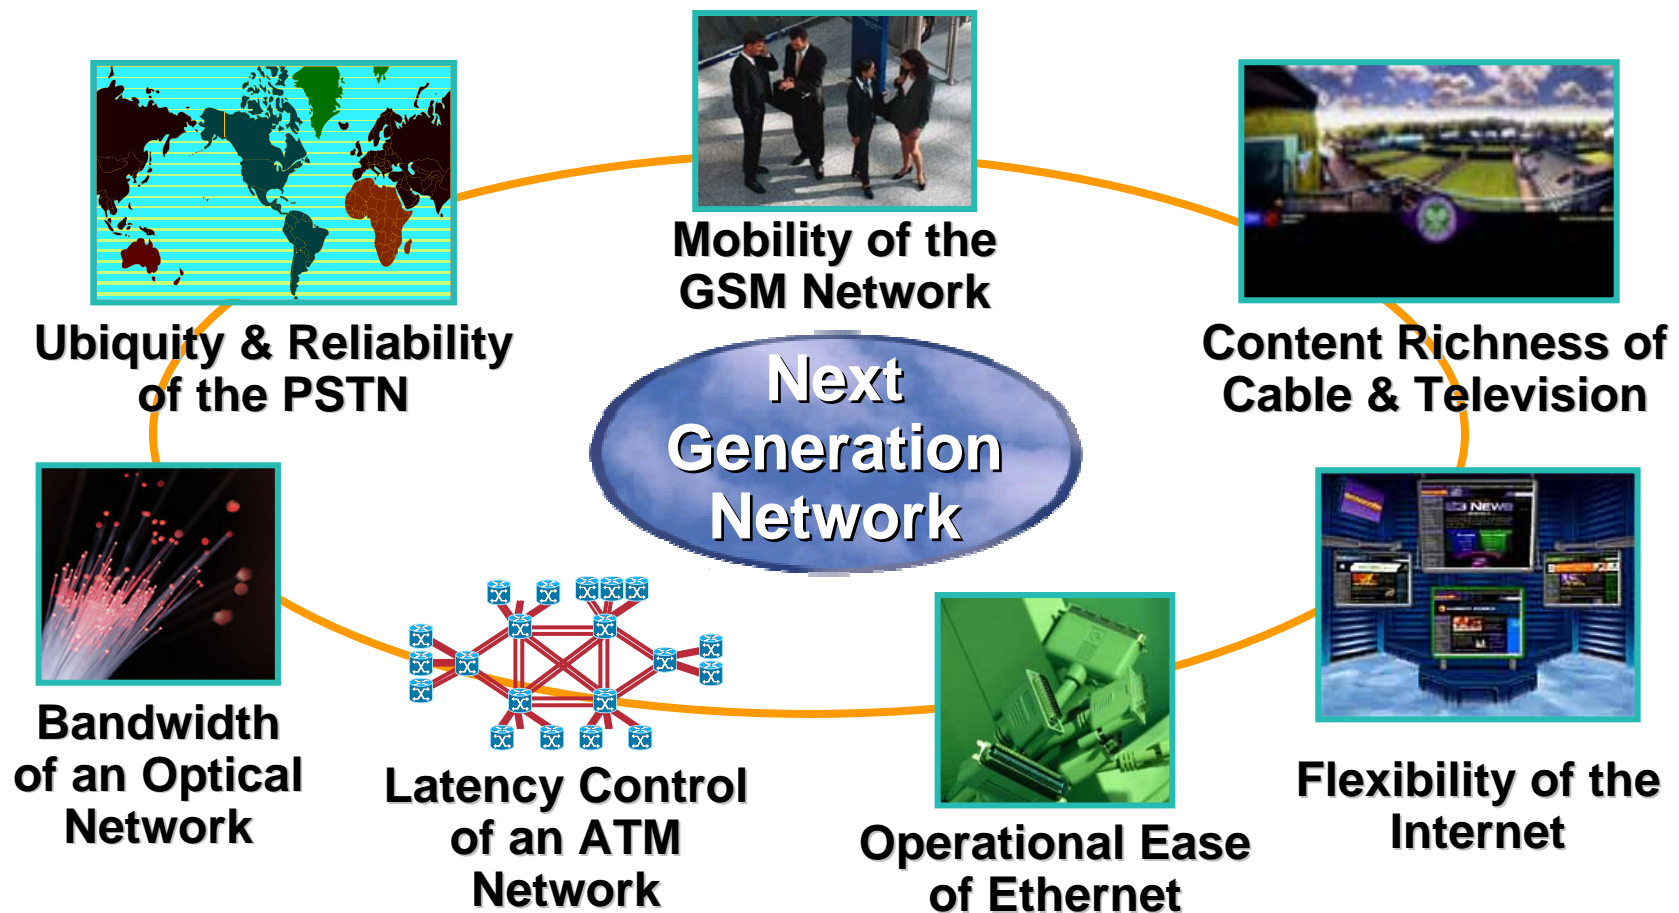 Mobility of the
GSM Network
Ubiquity & Reliability
of the PSTN
Content Richness of
Cable & Television
Next
Generation
Network
NEWS
Bandwidth
of an Optical
Network
Latency Control
of an ATM
Network
Operational Ease
of Ethernet
Flexibility of the
Internet